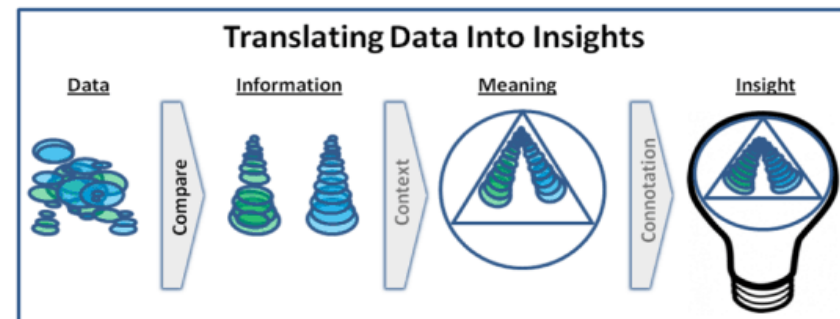 Translating Data Into Insights
Data
Information
Meaning
Insight
Compare
Context
Connotation